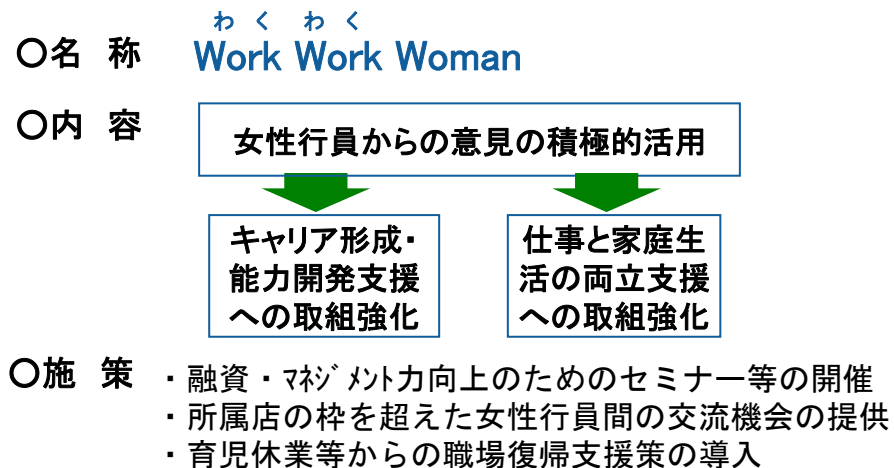 わくわく
〇名 称 Work Work Woman
〇内 容
女性行員からの意見の積極的活用
キャリア形成・
能力開発支援
への取組強化
仕事と家庭生
活の両立支援
への取組強化
〇施 策
・融資・ﾏﾈｼﾞﾒﾝﾄ力向上のためのセミナー等の開催
・所属店の枠を超えた女性行員間の交流機会の提供
・育児休業等からの職場復帰支援策の導入